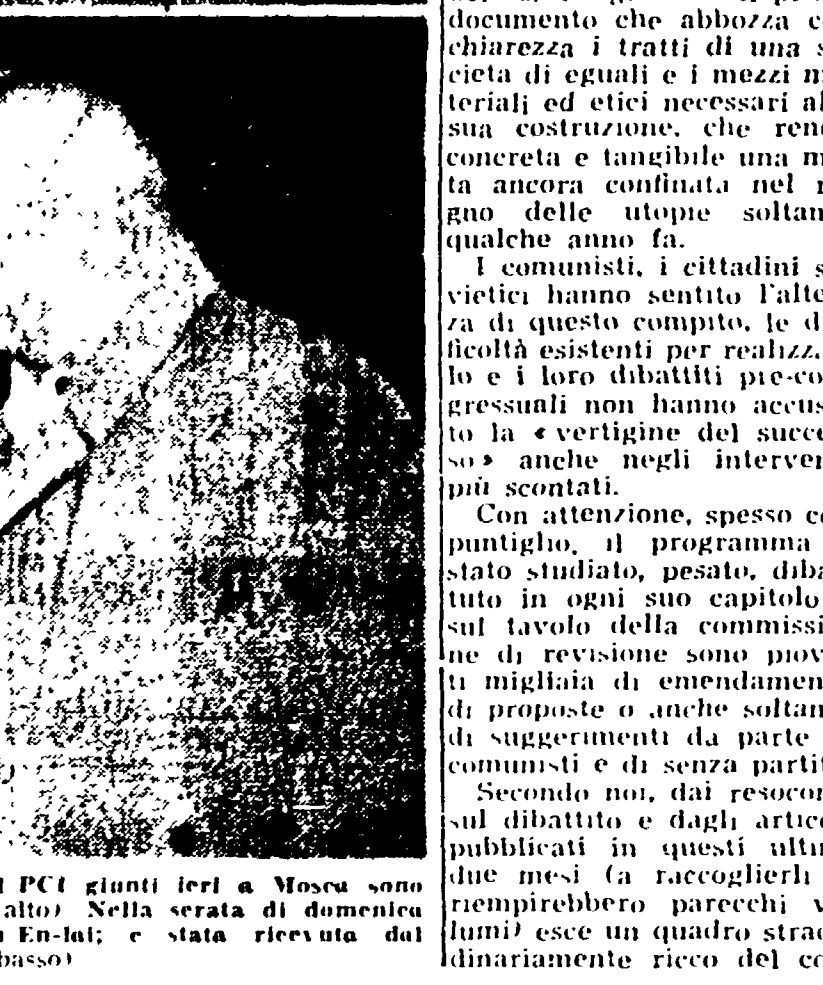 l PCI giunti ieri a Mosca sono
alto) Nella serata di domenica
En-lai; e stata ricevuta dal
basso)
documento che abbozza c
chiarezza i tratti di una s
cieta di eguali e i mezzi m
teriali ed etici necessari al
sua costruzione, che rend
concreta e tangibile una m
ta ancora confinata nel r
gno delle utopie soltan
qualche anno fa.
I comunisti, i cittadini s
vietici hanno sentito l'alte
za di questo compito, le d
ficoltà esistenti per realizz
lo e i loro dibattiti pre-co
gressuali non hanno accus
to la « vertigine del succe
so » anche negli interven
più scontati.
Con attenzione, spesso co
puntiglio, il programma
stato studiato, pesato, diba
tuto in ogni suo capitolo
sul tavolo della commissi
ne di revisione sono piov
ti migliaia di emendamen
di proposte o anche soltan
di suggerimenti da parte
comunisti e di senza partit
Secondo noi, dai resocon
sul dibattito e dagli artico
pubblicati in questi ultim
due mesi (a raccoglierli
riempirebbero parecchi v
lumi) esce un quadro strao
dinariamente ricco del co